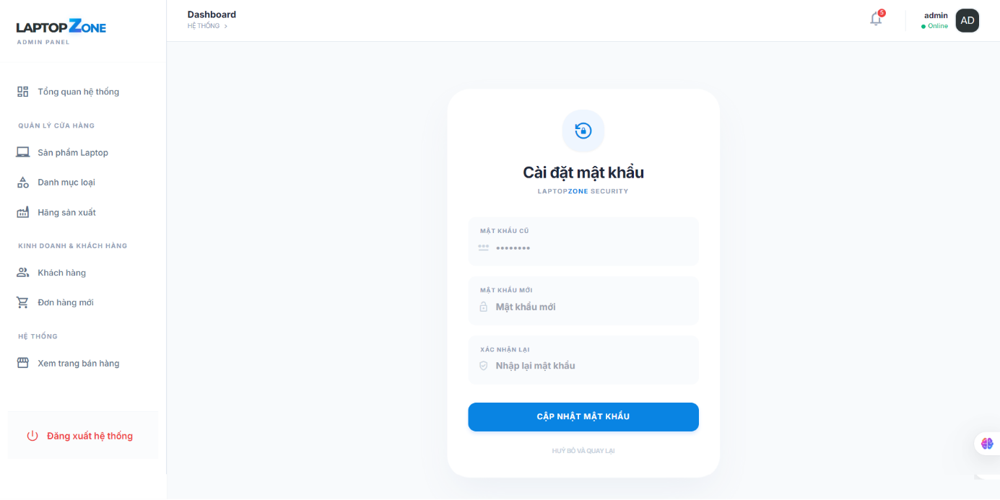 LAPTOPZONE
ADMIN PANEL
Tổng quan hệ thống
QUẢN LÝ CỬA HÀNG
Sản phẩm Laptop
Danh mục loại
Hãng sản xuất
KINH DOANH & KHÁCH HÀNG
Khách hàng
Đơn hàng mới
HỆ THỐNG
Xem trang bán hàng
Đăng xuất hệ thống
Dashboard
HỆ THỐNG >
5
admin
Online
AD
Cài đặt mật khẩu
LAPTOPZONE SECURITY
MẬT KHẨU CŨ
••••••••
MẬT KHẨU MỚI
Mật khẩu mới
XÁC NHẬN LẠI
Nhập lại mật khẩu
CẬP NHẬT MẬT KHẨU
HUỶ BỎ VÀ QUAY LẠI